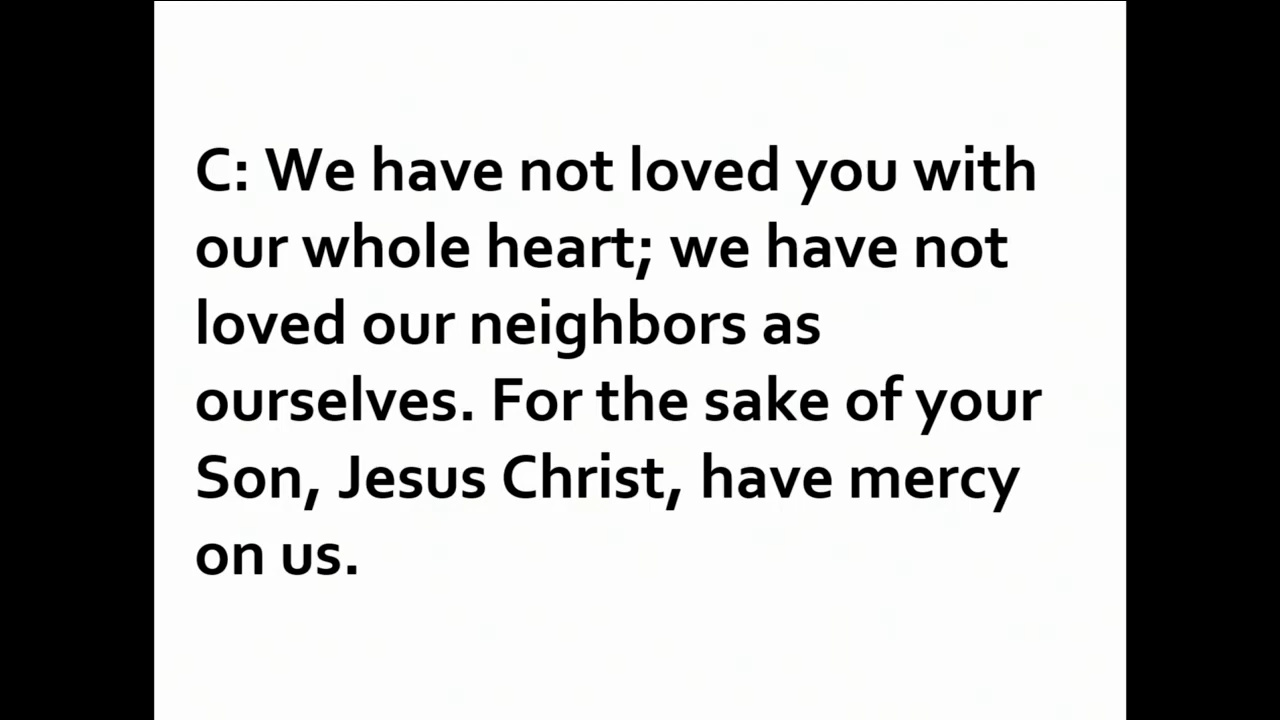 C: We have not loved you with
our whole heart; we have not
loved our neighbors as
ourselves. For the sake of your
Son, Jesus Christ, have mercy
on us.